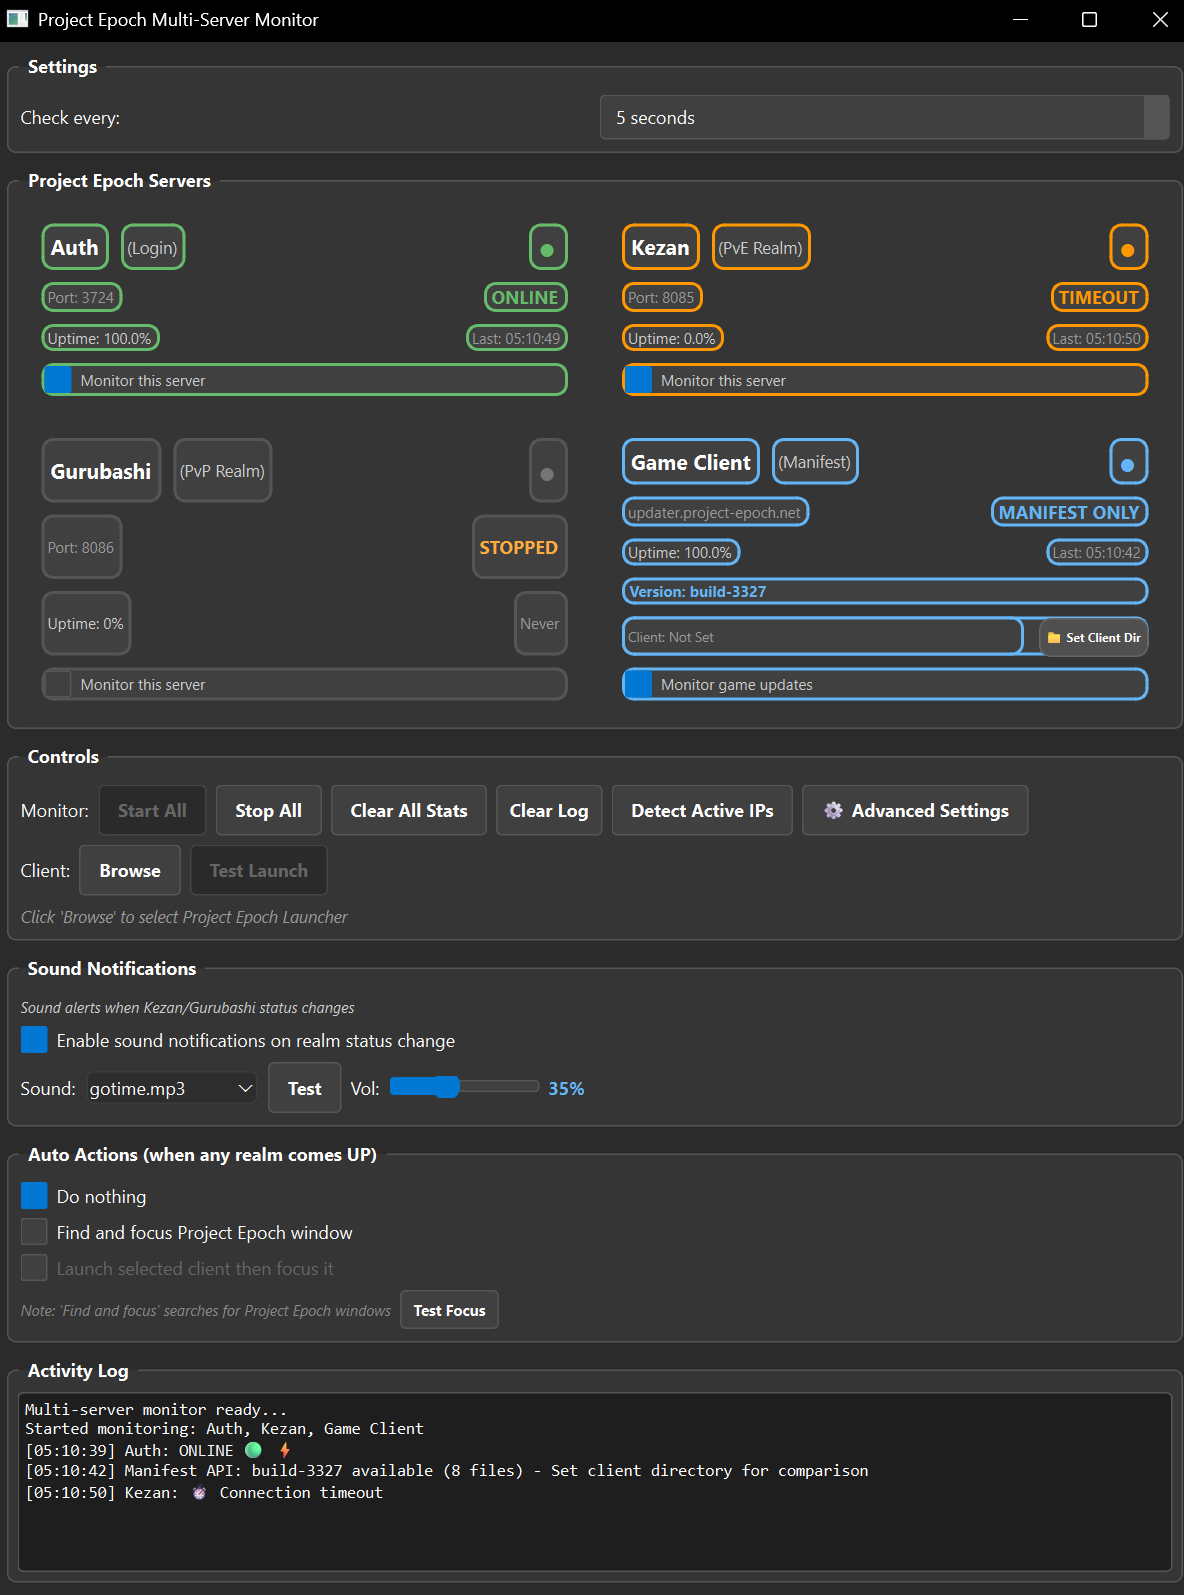 Project Epoch Multi-Server Monitor
Settings
Check every:
5 seconds
Project Epoch Servers
Auth (Login)
Port: 3724 ONLINE
Uptime: 100.0% Last: 05:10:49
Monitor this server
Kezan (PvE Realm)
Port: 8085 TIMEOUT
Uptime: 0.0% Last: 05:10:50
Monitor this server
Gurubashi (PvP Realm)
Port: 8086 STOPPED
Uptime: 0% Never
Monitor this server
Game Client (Manifest)
updater.project-epoch.net MANIFEST ONLY
Uptime: 100.0% Last: 05:10:42
Version: build-3327
Client: Not Set Set Client Dir
Monitor game updates
Controls
Monitor: Start All Stop All Clear All Stats Clear Log Detect Active IPs Advanced Settings
Client: Browse Test Launch
Click 'Browse' to select Project Epoch Launcher
Sound Notifications
Sound alerts when Kezan/Gurubashi status changes
Enable sound notifications on realm status change
Sound: gotime.mp3 Test Vol: 35%
Auto Actions (when any realm comes UP)
Do nothing
Find and focus Project Epoch window
Launch selected client then focus it
Note: 'Find and focus' searches for Project Epoch windows Test Focus
Activity Log
Multi-server monitor ready...
Started monitoring: Auth, Kezan, Game Client
[05:10:39] Auth: ONLINE 🟢 ⚡
[05:10:42] Manifest API: build-3327 available (8 files) - Set client directory for comparison
[05:10:50] Kezan: ⏱️ Connection timeout